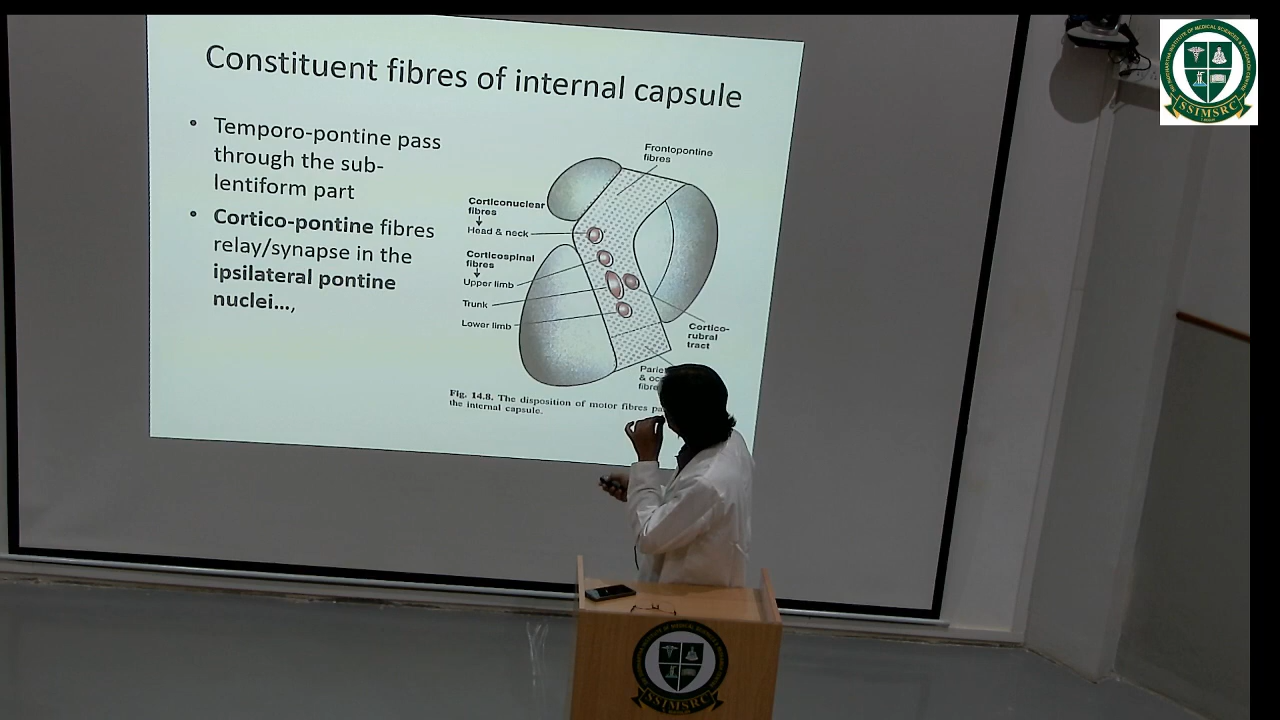 Constituent fibres of internal capsule
• Temporo-pontine pass
through the sub-
lentiform part
• Cortico-pontine fibres
relay/synapse in the
ipsilateral pontine
nuclei...,
Frontopontine
fibres
Corticonuclear
fibres
Head & neck
Corticospinal
fibres
Upper limb
Trunk
Lower limb
Cortico-
rubral
tract
&
Fig. 14.8. The disposition of motor fibres
the internal capsule.
SSIMSRC
SSIMSRC